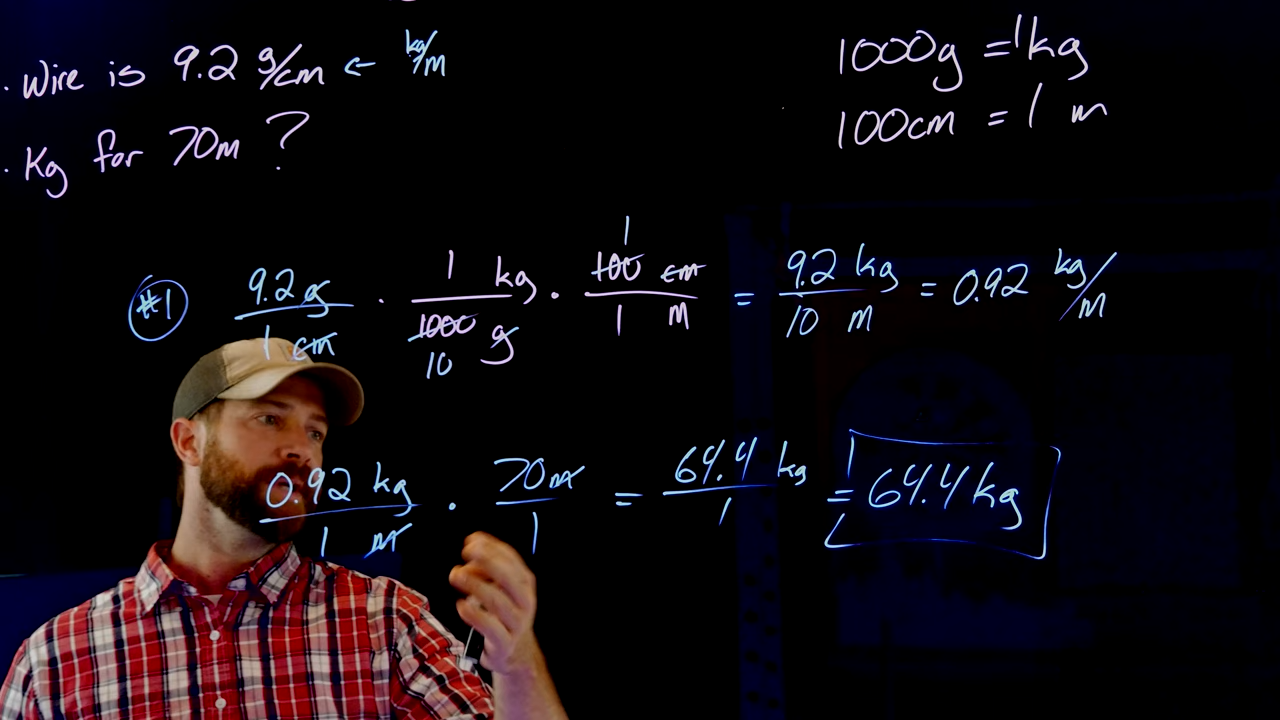 . Wire is 9.2 g/cm ← kg/m
. Kg for 70m ?
1000g = 1kg
100cm = 1 m
#1 9.2 g / 1 cm · 1 kg / 1000 10 g · 1 100 cm / 1 m = 9.2 kg / 10 m = 0.92 kg/m
0.92 kg / 1 m · 70m / 1 = 64.4 kg / 1 = 64.4 kg